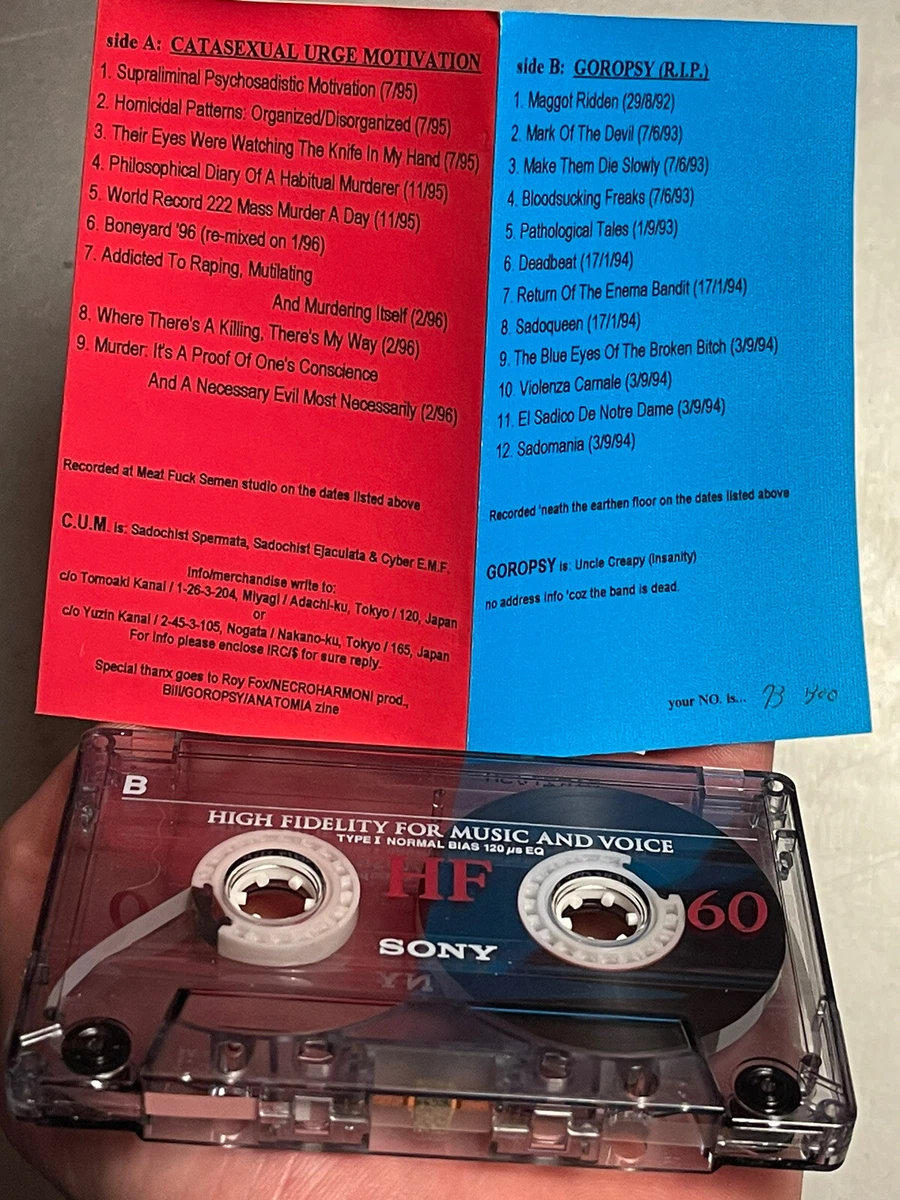 side A: CATASEXUAL URGE MOTIVATION
1. Supraliminal Psychosadistic Motivation (7/95)
2. Homicidal Patterns: Organized/Disorganized (7/95)
3. Their Eyes Were Watching The Knife In My Hand (7/95)
4. Philosophical Diary Of A Habitual Murderer (11/95)
5. World Record 222 Mass Murder A Day (11/95)
6. Boneyard '96 (re-mixed on 1/96)
7. Addicted To Raping, Mutilating
And Murdering Itself (2/96)
8. Where There's A Killing, There's My Way (2/96)
9. Murder: It's A Proof Of One's Conscience
And A Necessary Evil Most Necessarily (2/96)
Recorded at Meat Fuck Semen studio on the dates listed above
C.U.M. is: Sadochist Spermata, Sadochist Ejaculata & Cyber E.M.F.
Info/merchandise write to:
c/o Tomoaki Kanai / 1-26-3-204, Miyagi / Adachi-ku, Tokyo / 120, Japan
or
c/o Yuzin Kanai / 2-45-3-105, Nogata / Nakano-ku, Tokyo / 165, Japan
For Info please enclose IRC/$ for sure reply.
Special thanx goes to Roy Fox/NECROHARMONI prod.,
Bill/GOROPSY/ANATOMIA zine
side B: GOROPSY (R.I.P.)
1. Maggot Ridden (29/8/92)
2. Mark Of The Devil (7/6/93)
3. Make Them Die Slowly (7/6/93)
4. Bloodsucking Freaks (7/6/93)
5. Pathological Tales (1/9/93)
6. Deadbeat (17/1/94)
7. Return Of The Enema Bandit (17/1/94)
8. Sadoqueen (17/1/94)
9. The Blue Eyes Of The Broken Bitch (3/9/94)
10. Violenza Carnale (3/9/94)
11. El Sadico De Notre Dame (3/9/94)
12. Sadomania (3/9/94)
Recorded 'neath the earthen floor on the dates listed above
GOROPSY is: Uncle Creapy (insanity)
no address info 'coz the band is dead.
your NO. is...
B
HIGH FIDELITY FOR MUSIC AND VOICE
TYPE I NORMAL BIAS 120 µs EQ
HF 60
SONY